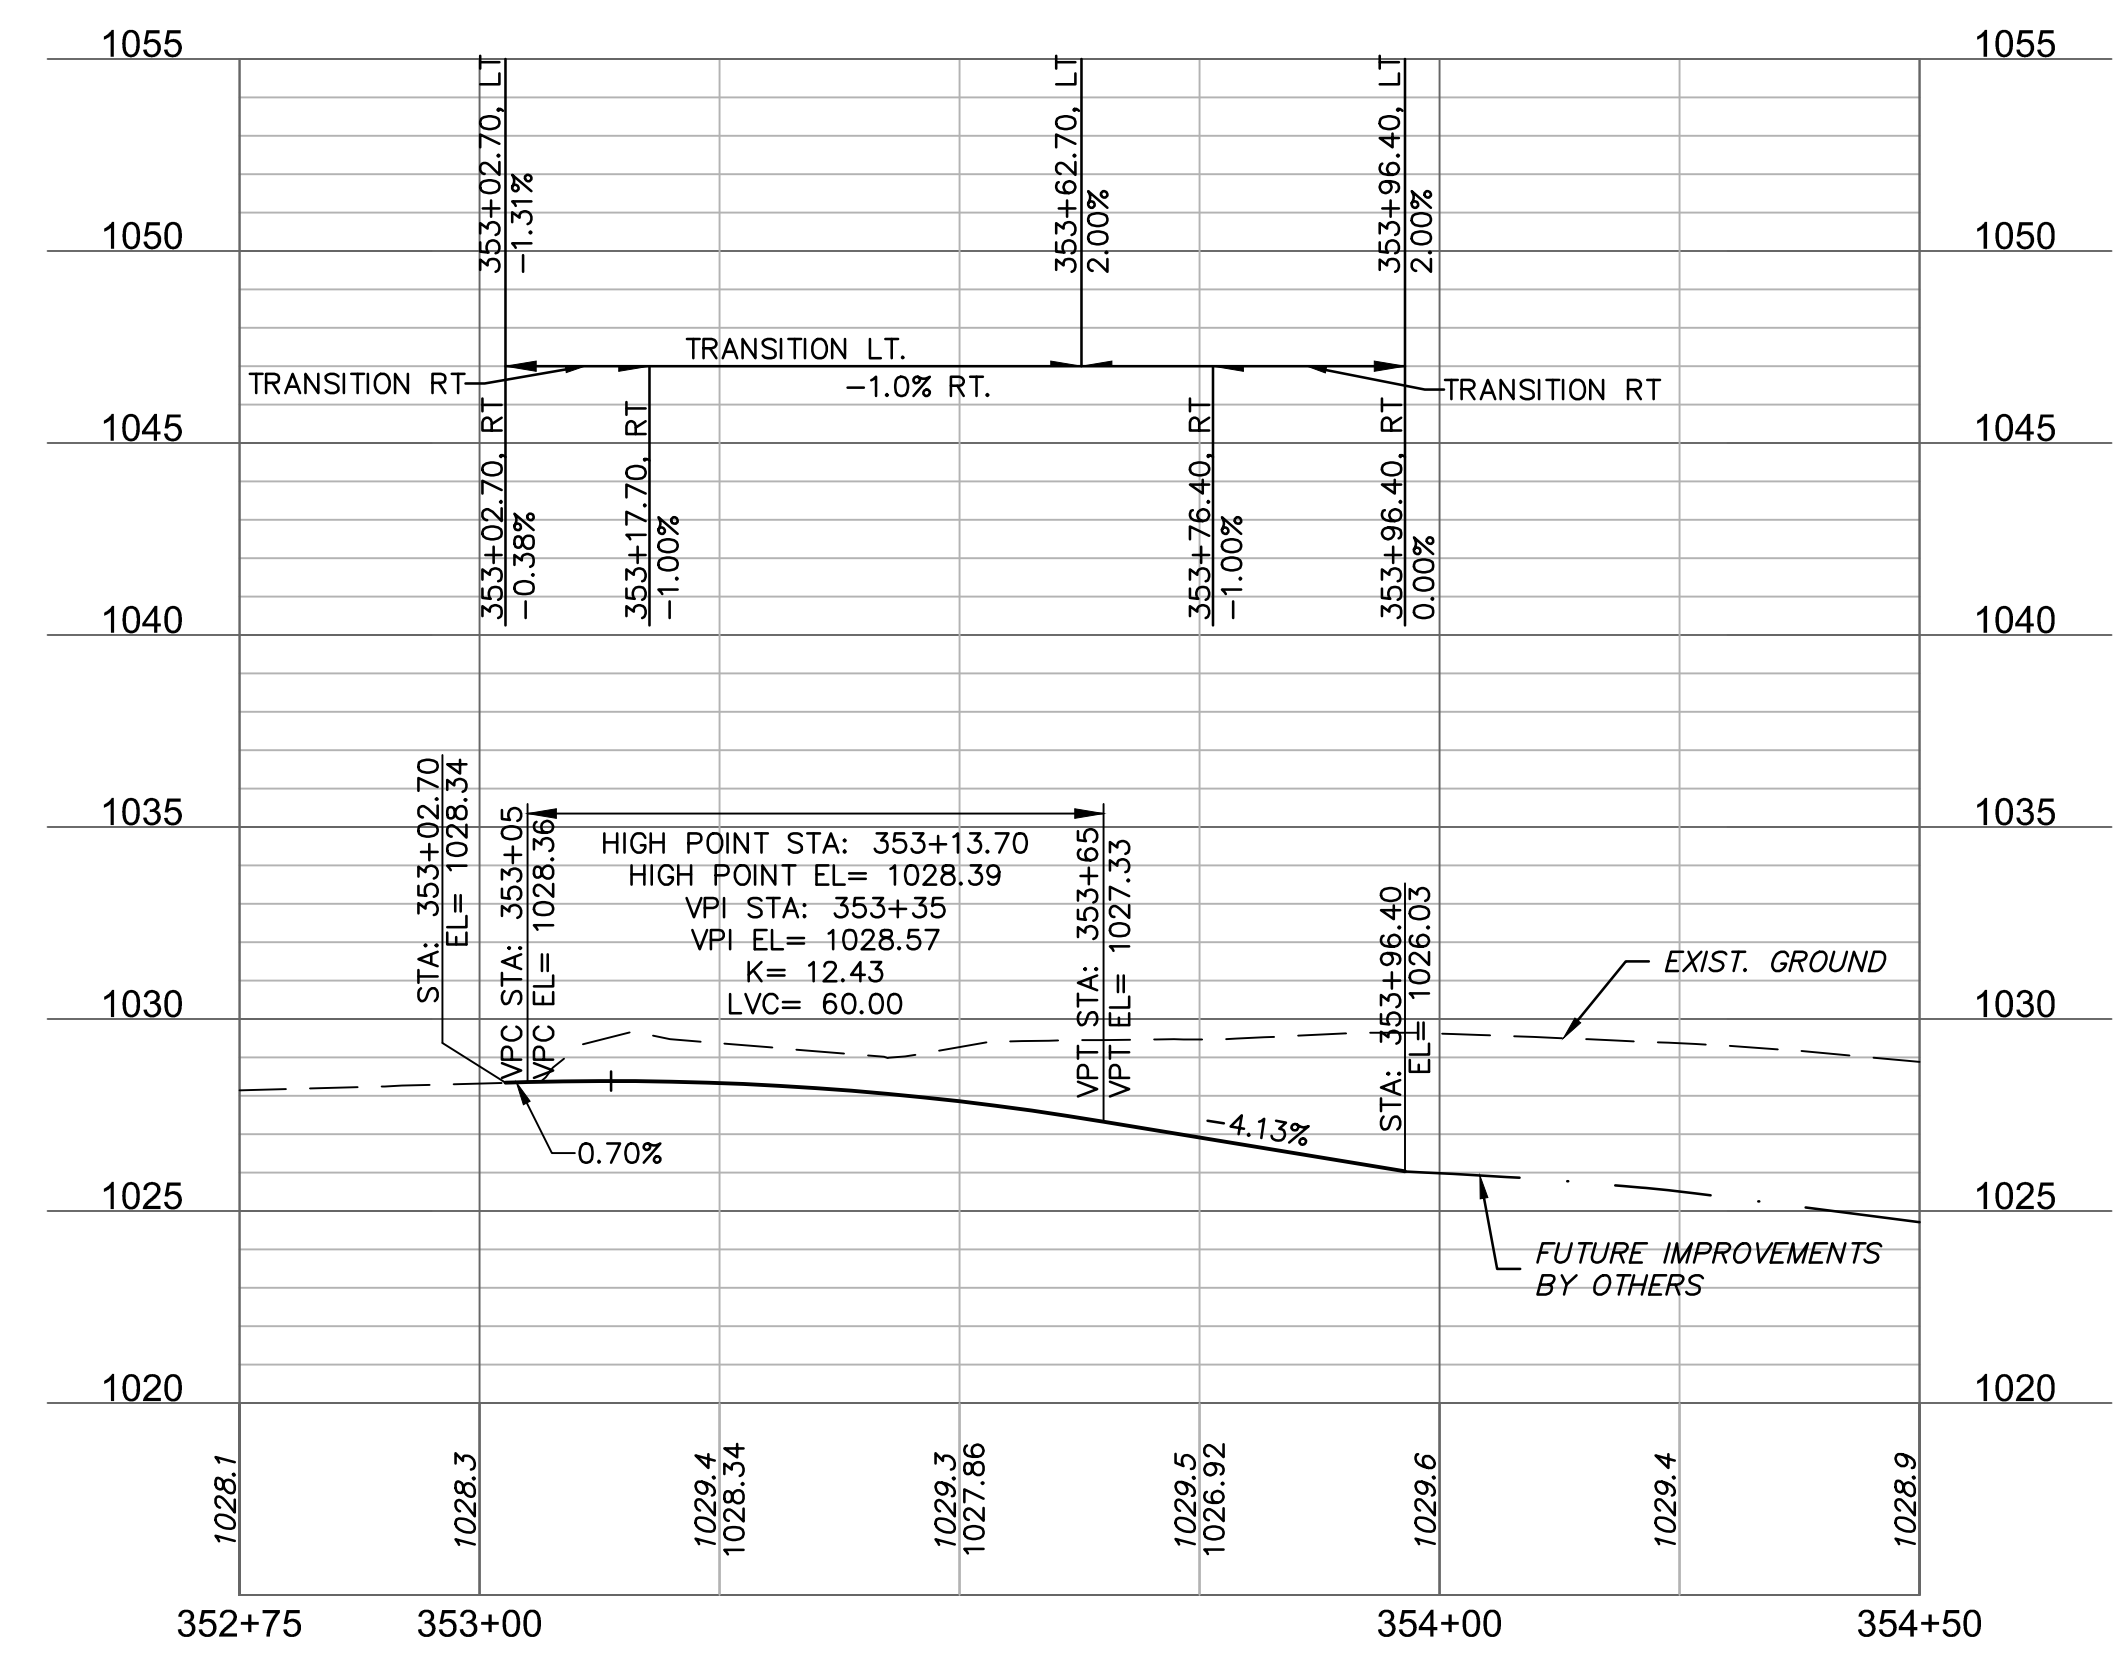 1055
1055
353+02.70, LT
-1.31%
353+62.70, LT
2.00%
353+96.40, LT
2.00%
1050
1050
TRANSITION LT.
TRANSITION RT
-1.0% RT.
TRANSITION RT
1045
1045
353+02.70, RT
-0.38%
353+17.70, RT
-1.00%
353+76.40, RT
-1.00%
353+96.40, RT
0.00%
1040
1040
STA: 353+02.70
EL= 1028.34
1035
1035
VPC STA: 353+05
VPC EL= 1028.36
HIGH POINT STA: 353+13.70
HIGH POINT EL= 1028.39
VPI STA: 353+35
VPI EL= 1028.57
K= 12.43
LVC= 60.00
VPTI STA: 353+65
VPTI EL= 1027.33
STA: 353+96.40
EL= 1026.03
EXIST. GROUND
1030
1030
0.70%
-4.13%
1025
1025
FUTURE IMPROVEMENTS
BY OTHERS
1020
1020
1028.1
1028.3
1029.4
1028.34
1029.3
1027.86
1029.5
1026.92
1029.6
1029.4
1028.9
352+75
353+00
354+00
354+50